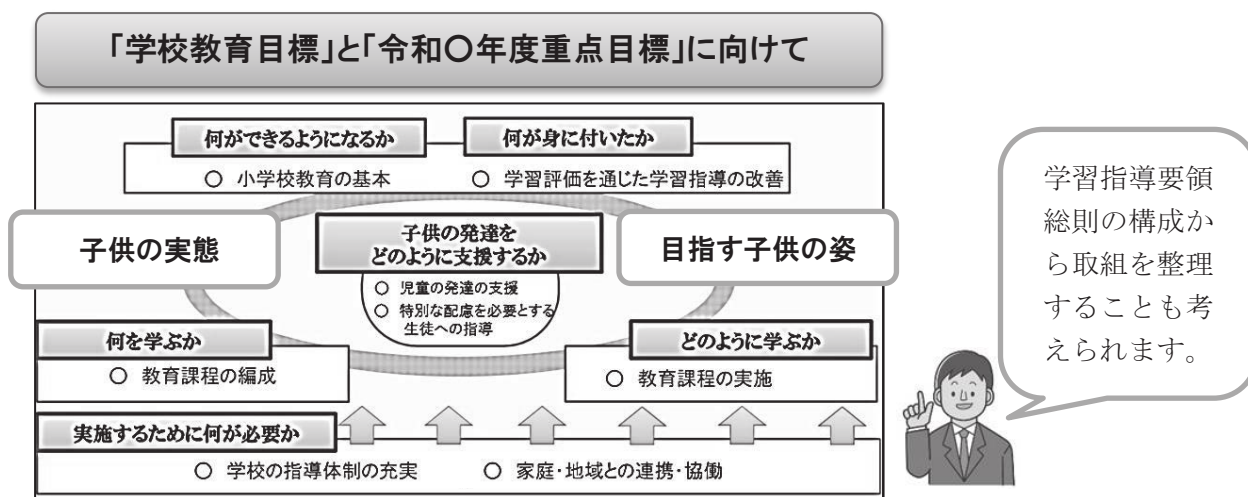 「学校教育目標」と「令和〇年度重点目標」に向けて
何ができるようになるか
何が身に付いたか
○ 小学校教育の基本
○ 学習評価を通じた学習指導の改善
子供の実態
子供の発達を
どのように支援するか
目指す子供の姿
○ 児童の発達の支援
○ 特別な配慮を必要とする
生徒への指導
何を学ぶか
どのように学ぶか
○ 教育課程の編成
○ 教育課程の実施
実施するために何が必要か
○ 学校の指導体制の充実
○ 家庭・地域との連携・協働
学習指導要領
総則の構成か
ら取組を整理
することも考
えられます。